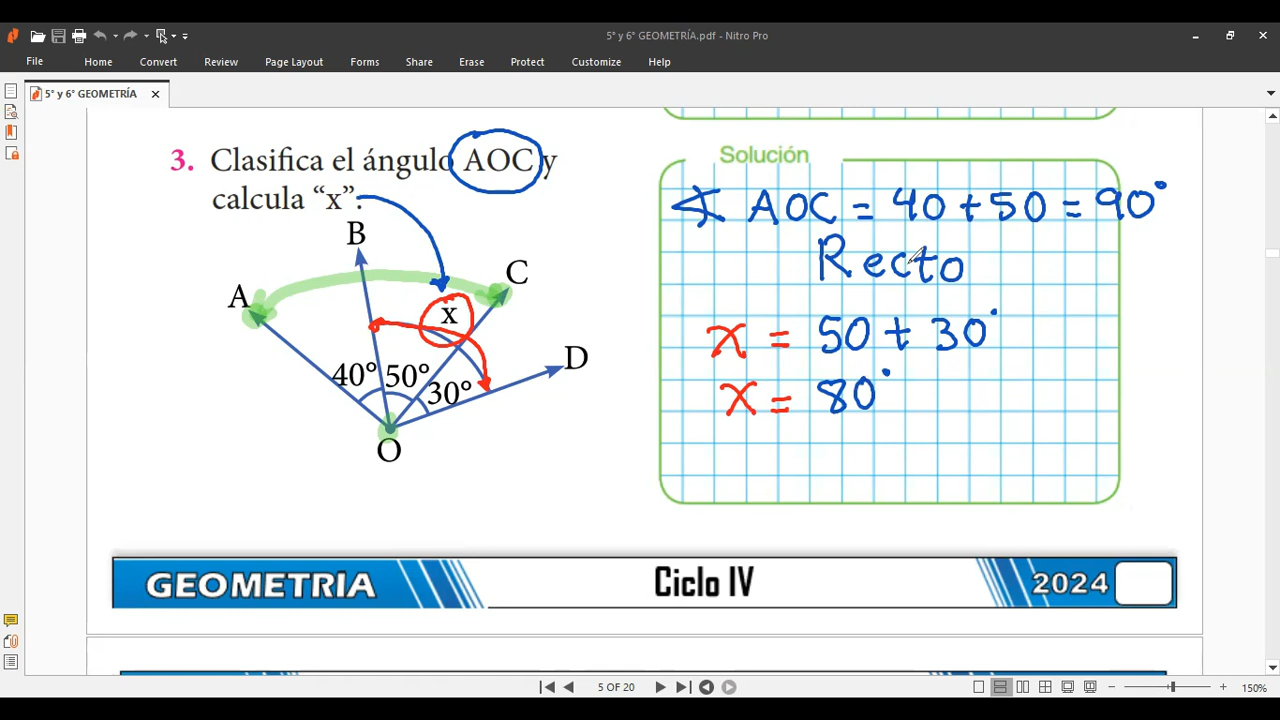 5° y 6° GEOMETRÍA.pdf - Nitro Pro
File Home Convert Review Page Layout Forms Share Erase Protect Customize Help
5° y 6° GEOMETRÍA
3. Clasifica el ángulo AOC y
calcula “x”.
B
A
C
x
D
40° 50° 30°
O
Solución
∢ AOC = 40 + 50 = 90°
Recto
x = 50 + 30°
x = 80°
GEOMETRIA Ciclo IV 2024
5 OF 20
150%